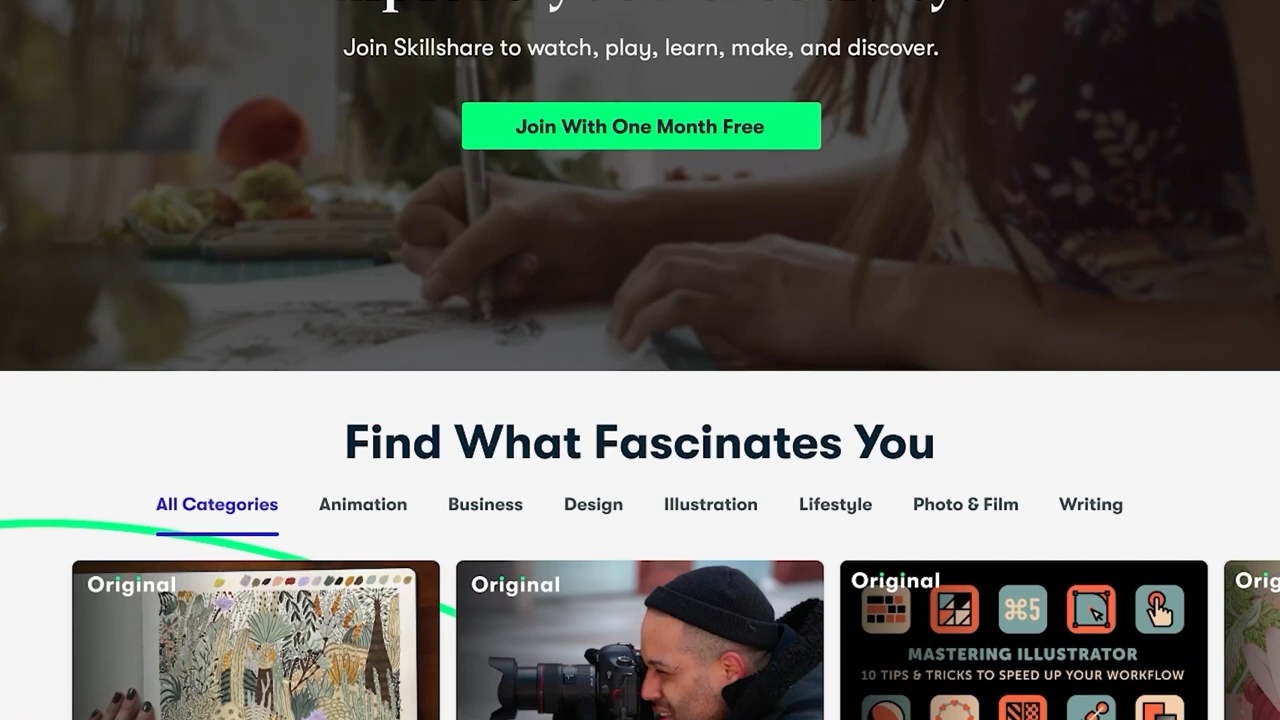 Join Skillshare to watch, play, learn, make, and discover.
Join With One Month Free
Find What Fascinates You
All Categories Animation Business Design Illustration Lifestyle Photo & Film Writing
Original Original Original
⌘5
MASTERING ILLUSTRATOR
10 TIPS & TRICKS TO SPEED UP YOUR WORKFLOW